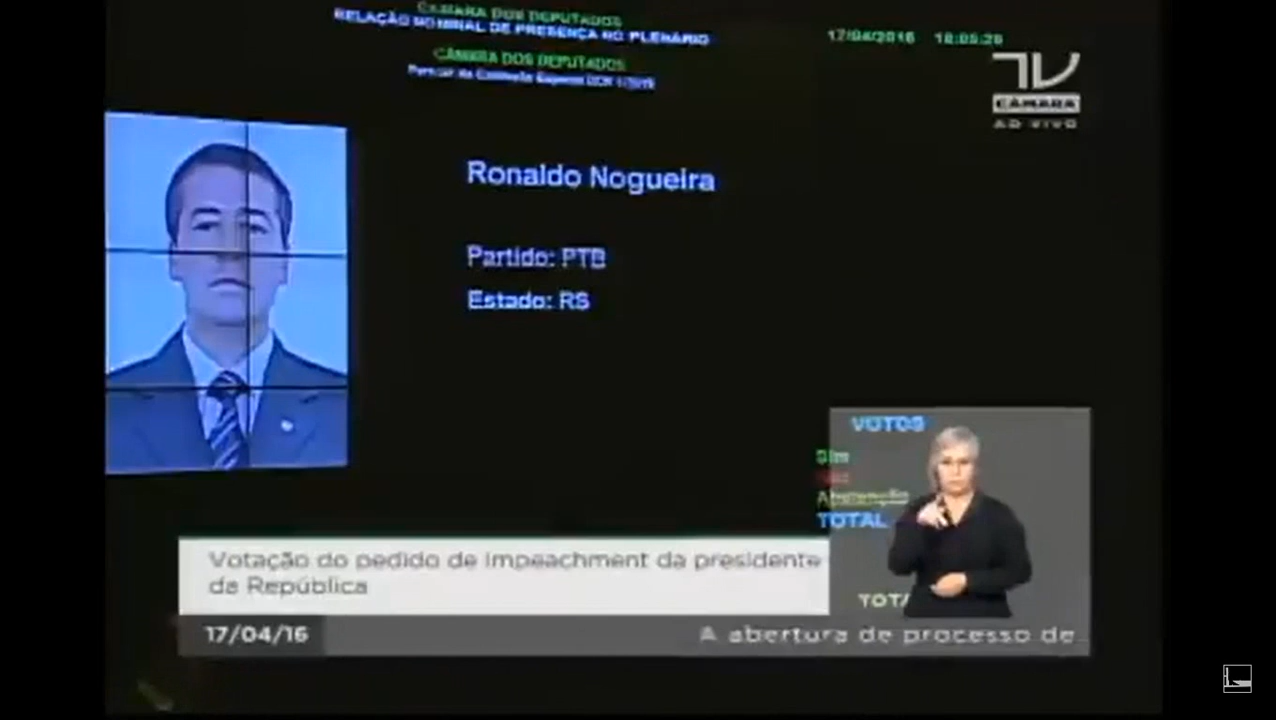 CÂMARA DOS DEPUTADOS
RELAÇÃO NOMINAL DE PRESENÇA NO PLENÁRIO
17/04/2016
CÂMARA DOS DEPUTADOS
TV
CÂMARA
AO VIVO
Ronaldo Nogueira
Partido: PTB
Estado: RS
VOTOS
Sim
Não
Abstenção
TOTAL
Votação do pedido de impeachment da presidente
da República
17/04/16
A abertura de processo de